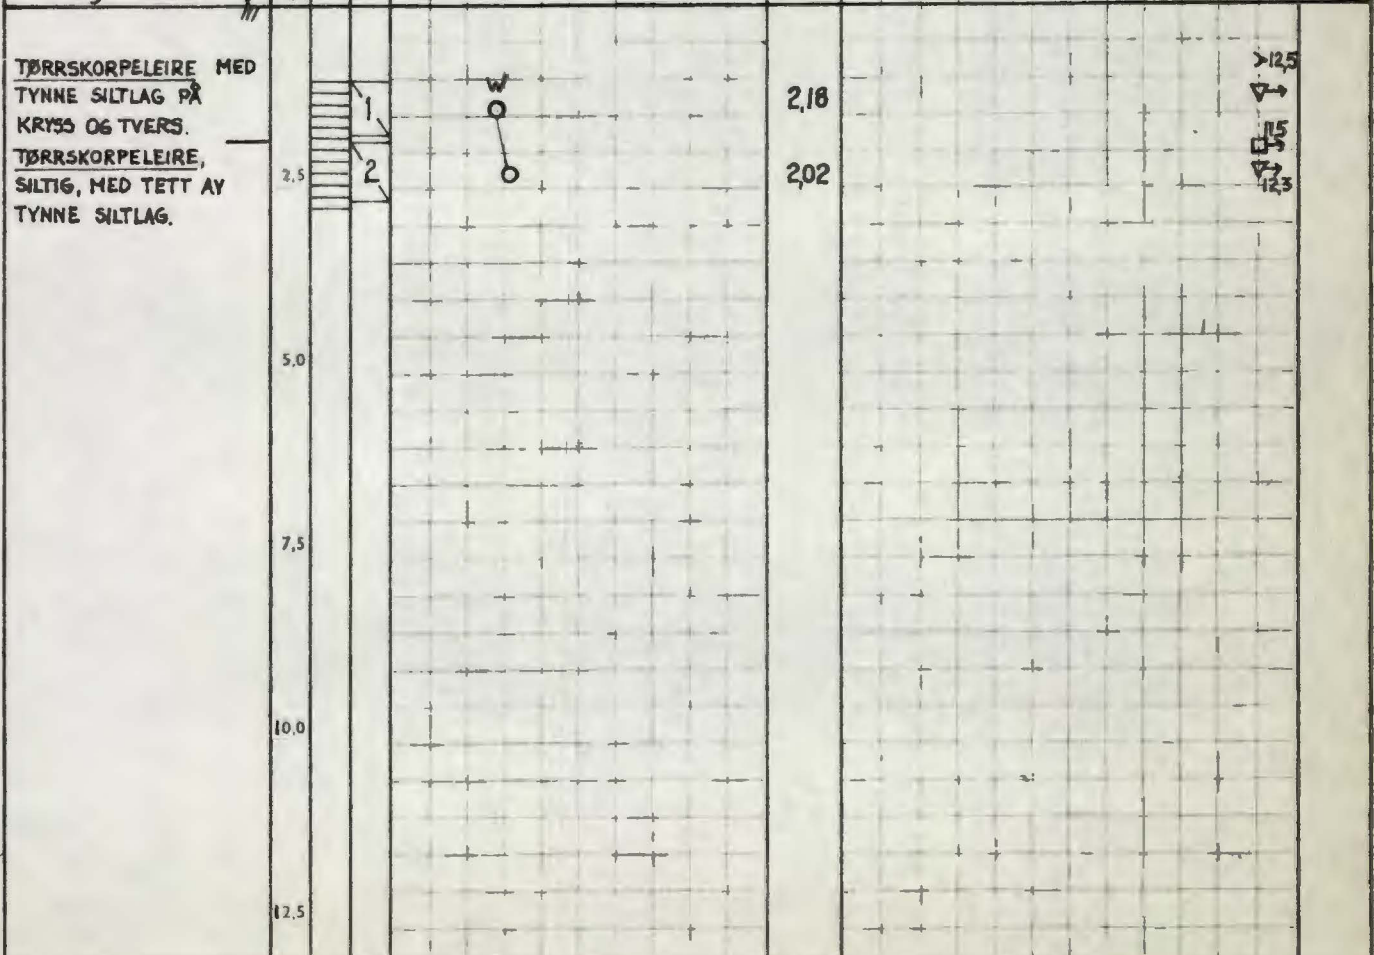 m
TØRRSKORPELEIRE MED
TYNNE SILTLAG PÅ
KRYSS OG TVERS.
TØRRSKORPELEIRE,
SILTIG, MED TETT AV
TYNNE SILTLAG.
1
2
W
2,18
2,02
>12,5
12,3
2,5
5,0
7,5
10,0
12,5